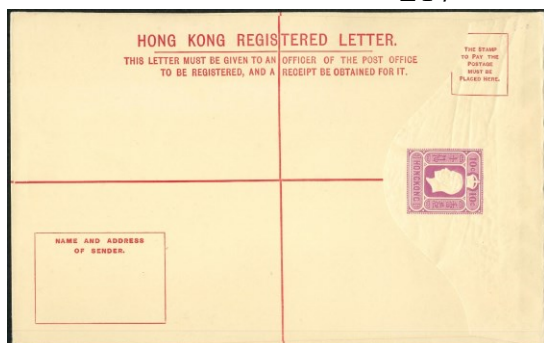 HONG KONG REGISTERED LETTER.
THIS LETTER MUST BE GIVEN TO AN OFFICER OF THE POST OFFICE
TO BE REGISTERED, AND A RECEIPT BE OBTAINED FOR IT.
THE STAMP
TO PAY THE
POSTAGE
MUST BE
PLACED HERE.
HONGKONG
NAME AND ADDRESS
OF SENDER.